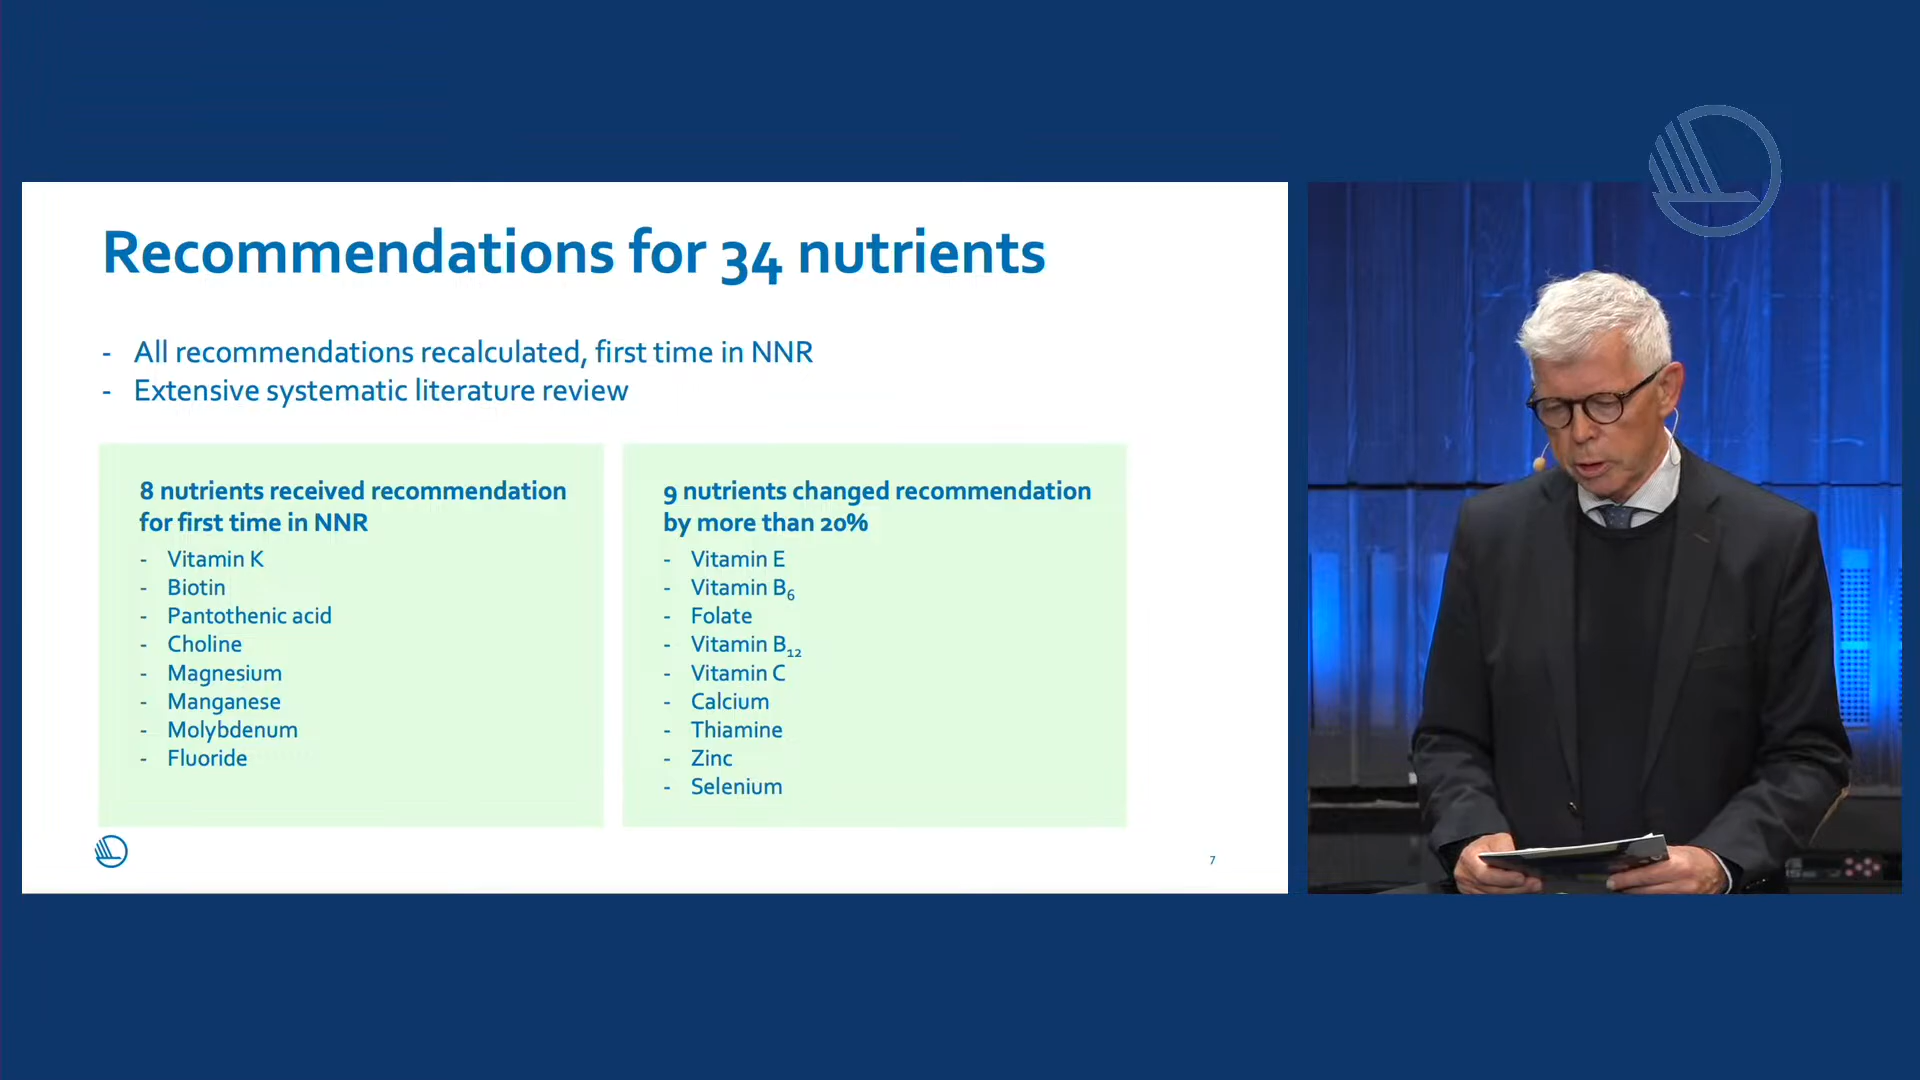 Recommendations for 34 nutrients
- All recommendations recalculated, first time in NNR
- Extensive systematic literature review
8 nutrients received recommendation
for first time in NNR
- Vitamin K
- Biotin
- Pantothenic acid
- Choline
- Magnesium
- Manganese
- Molybdenum
- Fluoride
9 nutrients changed recommendation
by more than 20%
- Vitamin E
- Vitamin B₆
- Folate
- Vitamin B₁₂
- Vitamin C
- Calcium
- Thiamine
- Zinc
- Selenium
7